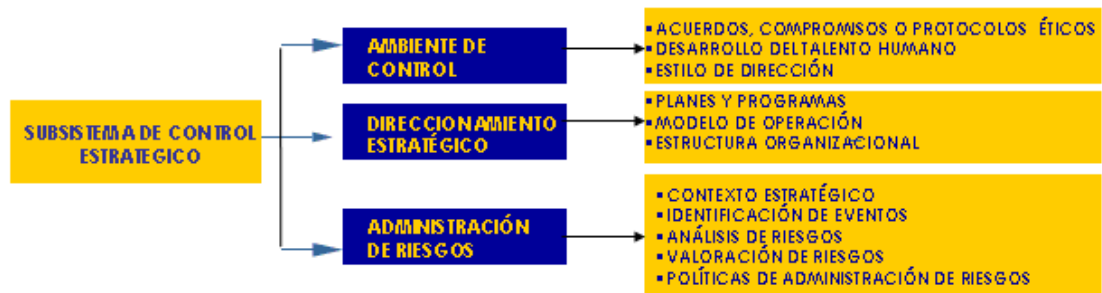 SUBSISTEMA DE CONTROL
ESTRATEGICO
AMBIENTE DE
CONTROL
▪ACUERDOS, COMPROMISOS O PROTOCOLOS ÉTICOS
▪DESARROLLO DELTALENTO HUMANO
▪ESTILO DE DIRECCIÓN
DIRECCIONAMIENTO
ESTRATÉGICO
▪PLANES Y PROGRAMAS
▪MODELO DE OPERACIÓN
▪ESTRUCTURA ORGANIZACIONAL
ADMINISTRACIÓN
DE RIESGOS
▪CONTEXTO ESTRATÉGICO
▪IDENTIFICACIÓN DE EVENTOS
▪ANÁLISIS DE RIESGOS
▪VALORACIÓN DE RIESGOS
▪POLÍTICAS DE ADMINISTRACIÓN DE RIESGOS